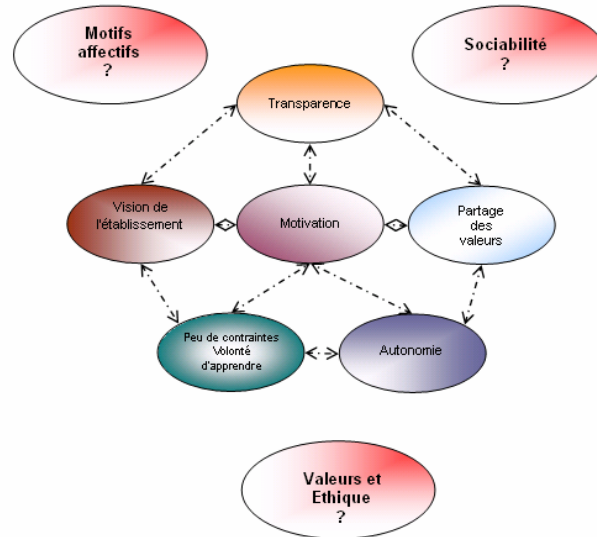 Motifs
affectifs
?
Sociabilité
?
Transparence
Vision de
l'établissement
Motivation
Partage
des
valeurs
Peu de contraintes
Volonté
d'apprendre
Autonomie
Valeurs et
Ethique
?